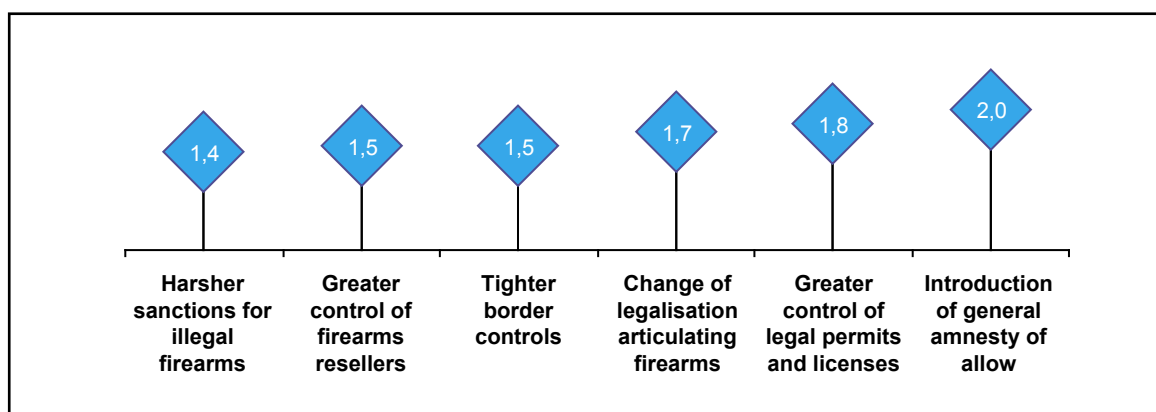 1,4
1,5
1,5
1,7
1,8
2,0
Harsher
sanctions for
illegal
firearms
Greater
control of
firearms
resellers
Tighter
border
controls
Change of
legalisation
articulating
firearms
Greater
control of
legal permits
and licenses
Introduction
of general
amnesty of
allow